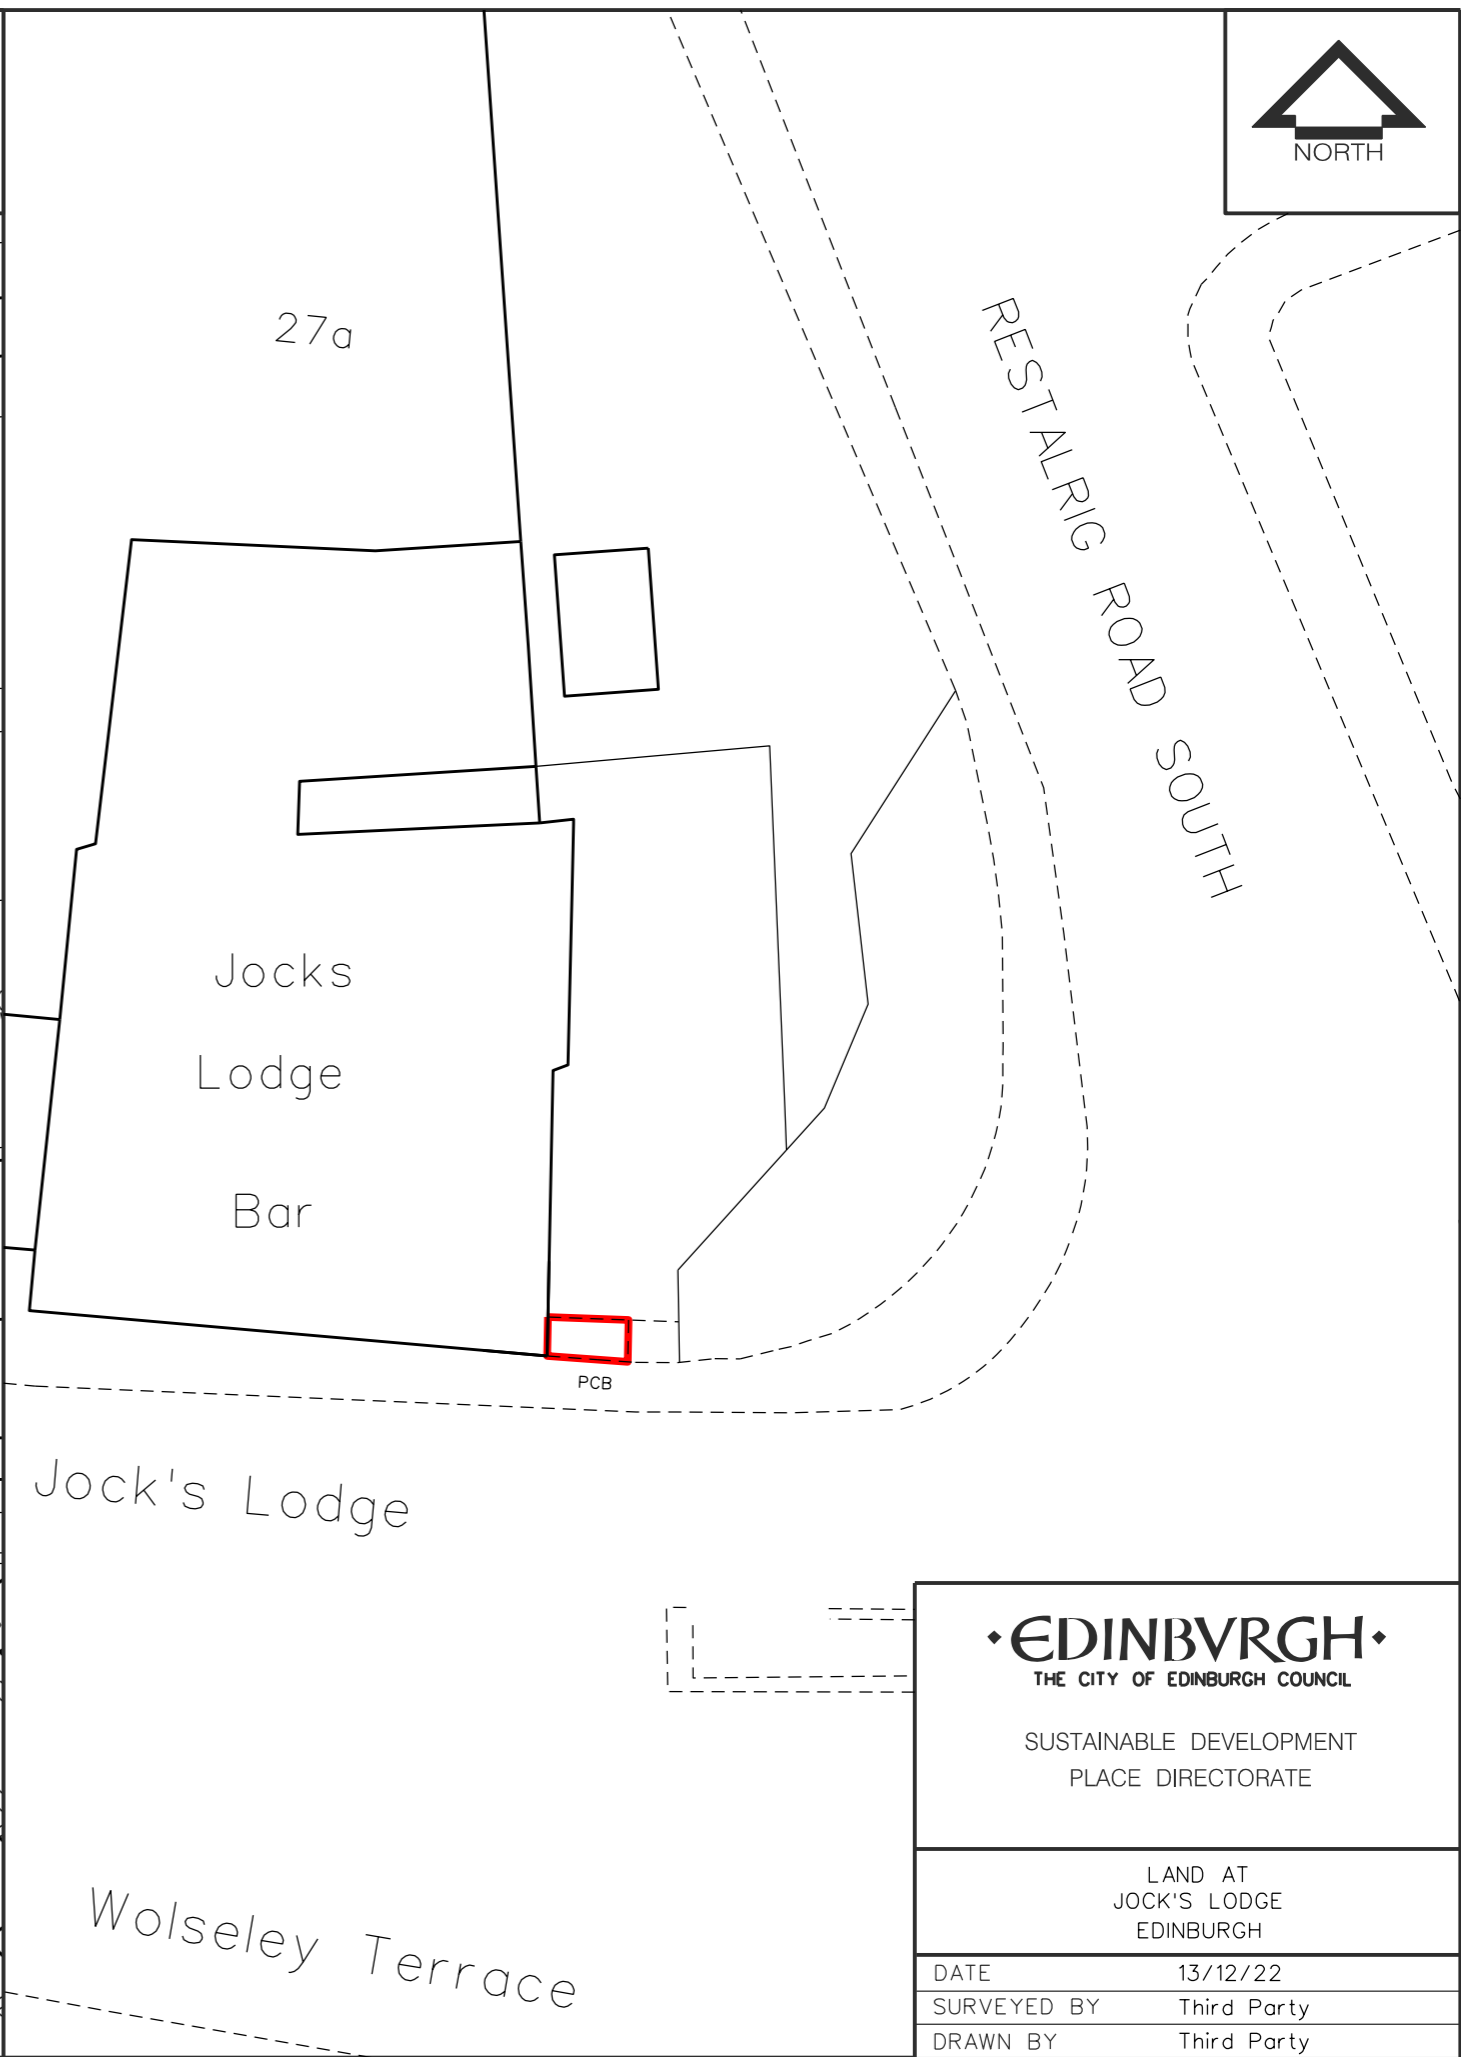 NORTH
27a
RESTALRIG ROAD SOUTH
Jocks
Lodge
Bar
PCB
Jock's Lodge
Wolseley Terrace
•EDINBVRGH•
THE CITY OF EDINBURGH COUNCIL
SUSTAINABLE DEVELOPMENT
PLACE DIRECTORATE
LAND AT
JOCK'S LODGE
EDINBURGH
DATE 13/12/22
SURVEYED BY Third Party
DRAWN BY Third Party